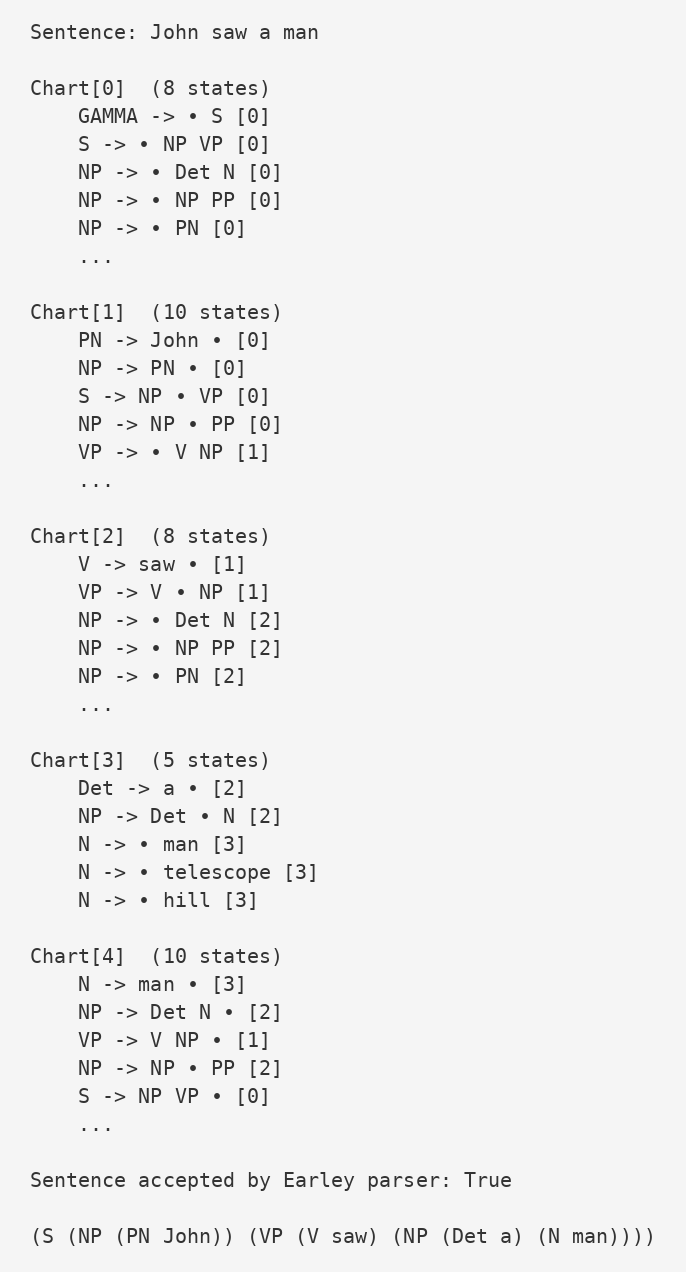 Sentence: John saw a man

Chart[0]  (8 states)
    GAMMA -> • S [0]
    S -> • NP VP [0]
    NP -> • Det N [0]
    NP -> • NP PP [0]
    NP -> • PN [0]
    ...

Chart[1]  (10 states)
    PN -> John • [0]
    NP -> PN • [0]
    S -> NP • VP [0]
    NP -> NP • PP [0]
    VP -> • V NP [1]
    ...

Chart[2]  (8 states)
    V -> saw • [1]
    VP -> V • NP [1]
    NP -> • Det N [2]
    NP -> • NP PP [2]
    NP -> • PN [2]
    ...

Chart[3]  (5 states)
    Det -> a • [2]
    NP -> Det • N [2]
    N -> • man [3]
    N -> • telescope [3]
    N -> • hill [3]

Chart[4]  (10 states)
    N -> man • [3]
    NP -> Det N • [2]
    VP -> V NP • [1]
    NP -> NP • PP [2]
    S -> NP VP • [0]
    ...

Sentence accepted by Earley parser: True

(S (NP (PN John)) (VP (V saw) (NP (Det a) (N man))))